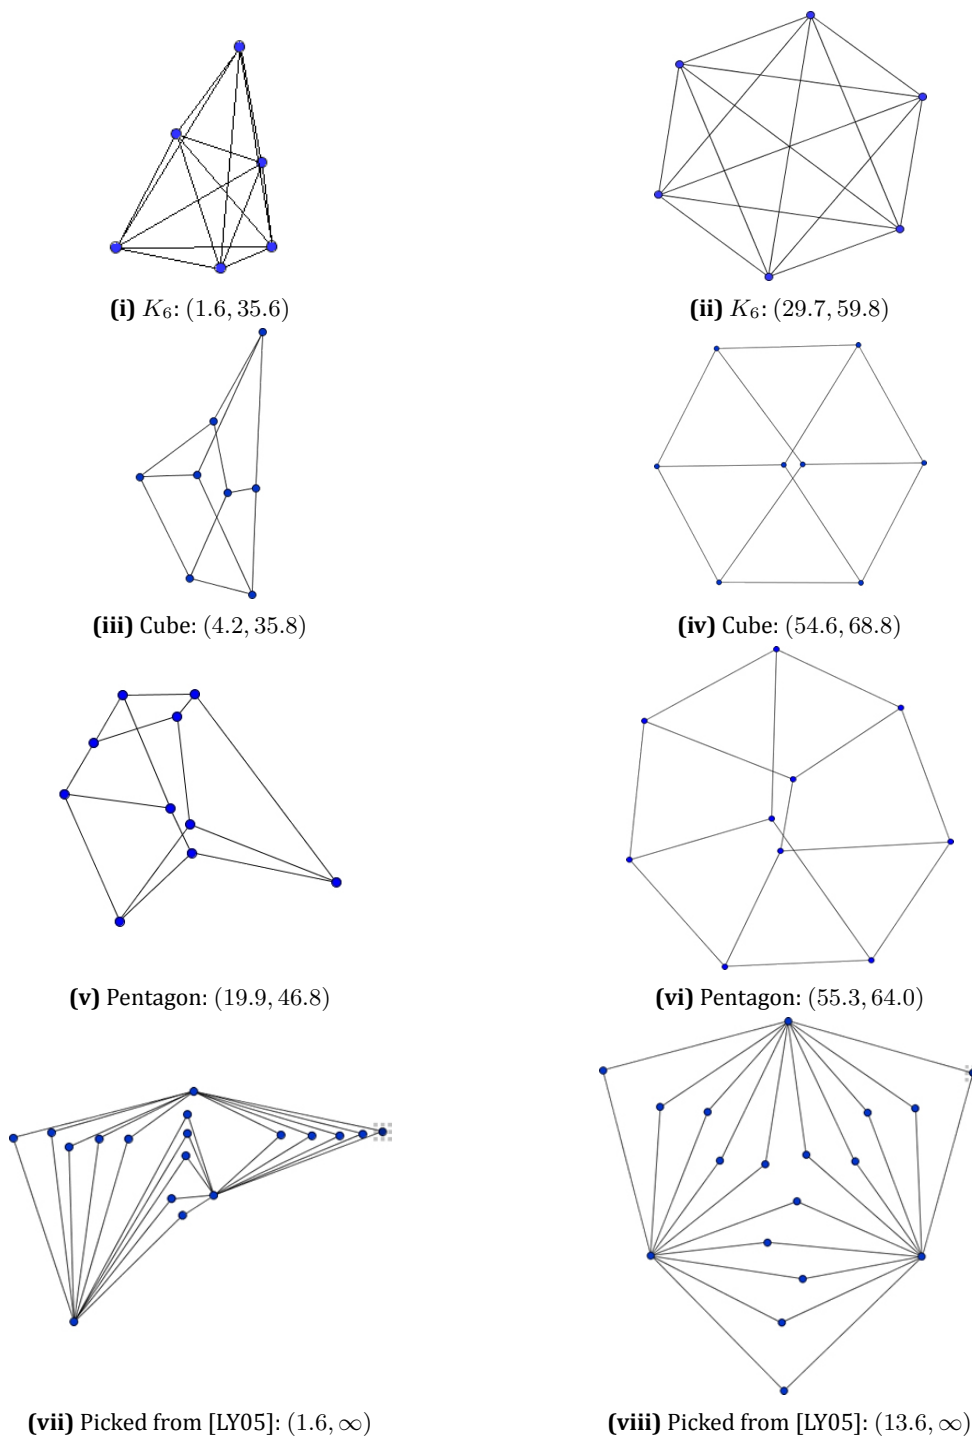 (i) K₆: (1.6, 35.6)
(ii) K₆: (29.7, 59.8)
(iii) Cube: (4.2, 35.8)
(iv) Cube: (54.6, 68.8)
(v) Pentagon: (19.9, 46.8)
(vi) Pentagon: (55.3, 64.0)
(vii) Picked from [LY05]: (1.6, ∞)
(viii) Picked from [LY05]: (13.6, ∞)